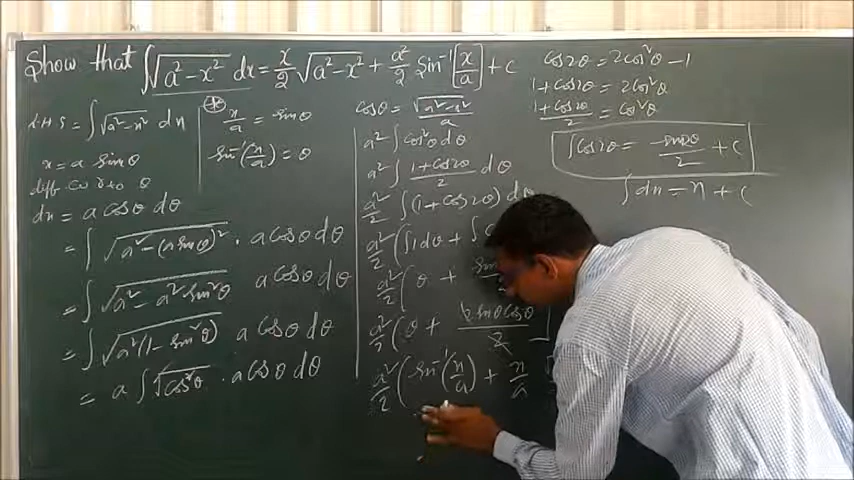 Show that ∫√(a²-x²) dx = x/2 √(a²-x²) + a²/2 Sin⁻¹[x/a] + C
L.H.S = ∫√(a²-x²) dx
x = a sinθ
diff. w.r.to θ
dx = a cosθ dθ
= ∫√(a²-(a sinθ)²) · a cosθ dθ
= ∫√(a² - a² sin²θ) a cosθ dθ
= ∫√(a²(1 - sin²θ)) a cosθ dθ
= a ∫√(cos²θ) · a cosθ dθ
* x/a = sinθ
sin⁻¹(x/a) = θ
cosθ = √(a²-x²)/a
a² ∫cos²θ dθ
a² ∫ (1+cos2θ)/2 dθ
a²/2 ∫(1+cos2θ) dθ
a²/2 (∫1dθ + ∫
a²/2 (θ +
a²/2 (θ + 2 sinθ cosθ/2
a²/2 (sin⁻¹(x/a) + x/a
cos2θ = 2cos²θ - 1
1+cos2θ = 2cos²θ
(1+cos2θ)/2 = cos²θ
∫cos2θ = sin2θ/2 + C
∫dx = x + C